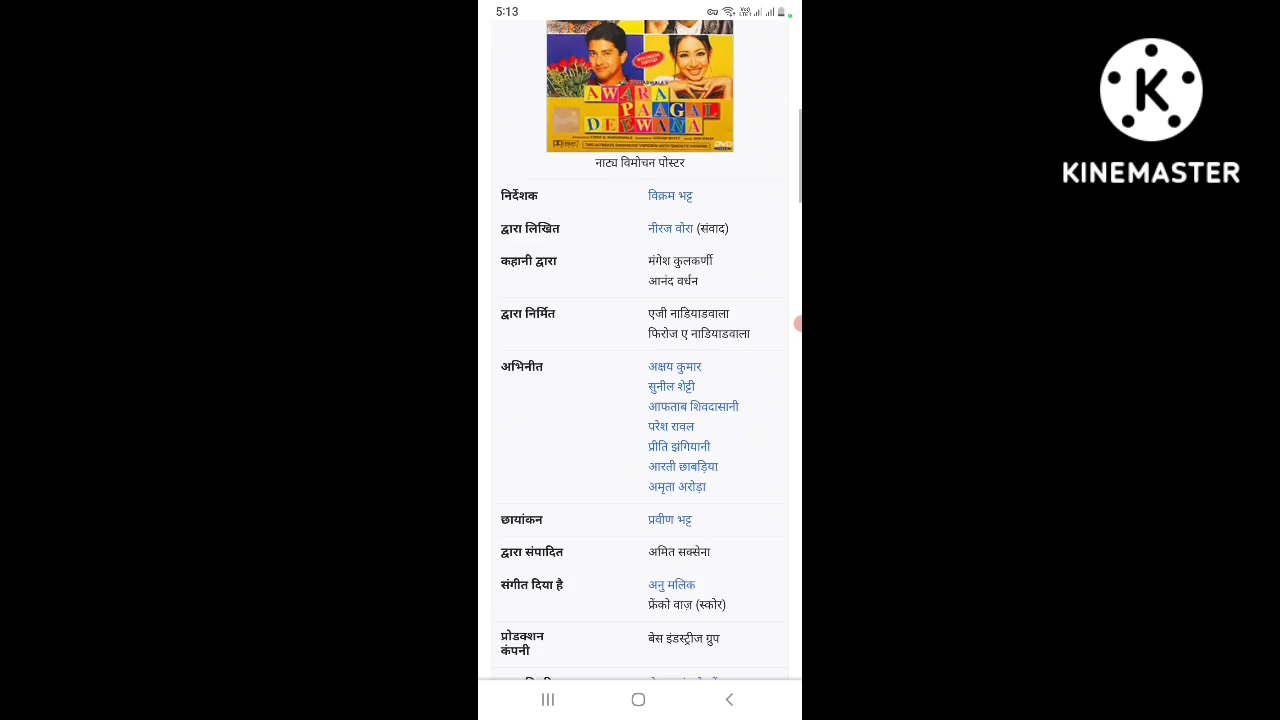 5:13
AWARA
PAAGAL
DEEWANA
DVD
नाट्य विमोचन पोस्टर
निर्देशक विक्रम भट्ट
द्वारा लिखित नीरज वोरा (संवाद)
कहानी द्वारा मंगेश कुलकर्णी
आनंद वर्धन
द्वारा निर्मित एजी नाडियाडवाला
फिरोज ए नाडियाडवाला
अभिनीत अक्षय कुमार
सुनील शेट्टी
आफताब शिवदासानी
परेश रावल
प्रीति झंगियानी
आरती छाबड़िया
अमृता अरोड़ा
छायांकन प्रवीण भट्ट
द्वारा संपादित अमित सक्सेना
संगीत दिया है अनु मलिक
फ्रेंको वाज़ (स्कोर)
प्रोडक्शन
कंपनी बेस इंडस्ट्रीज ग्रुप
K
KINEMASTER